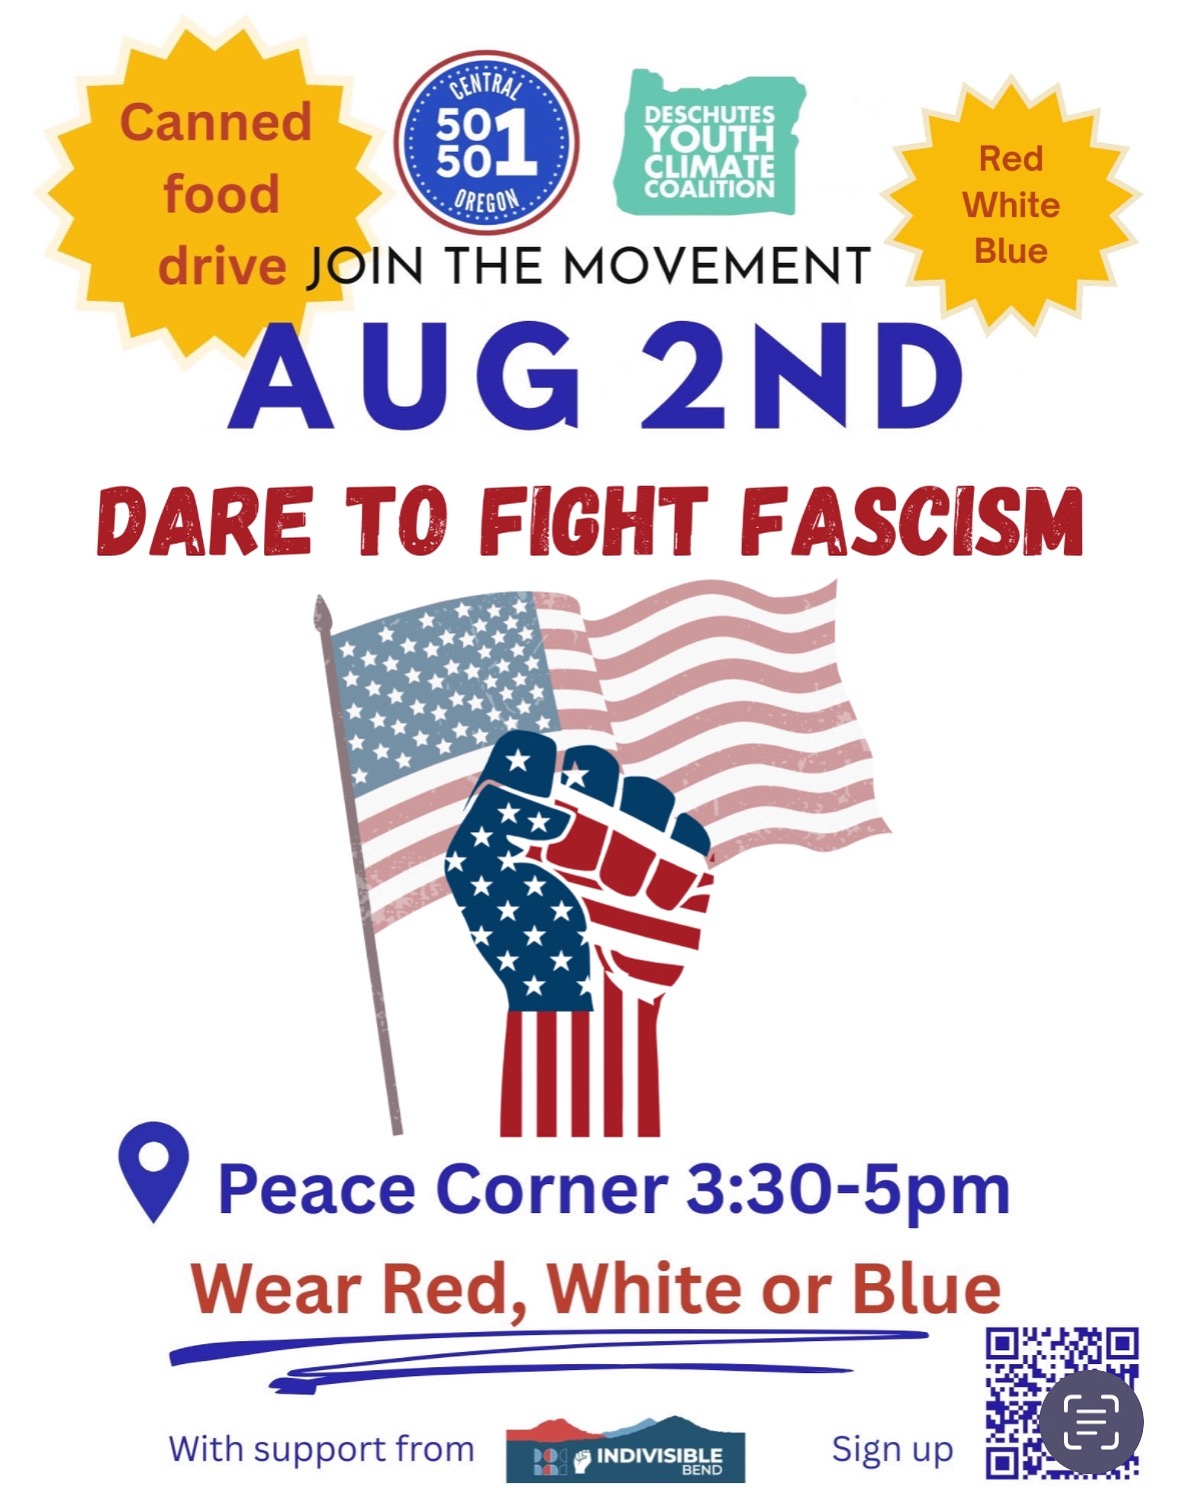 Canned
food
drive
CENTRAL
50
501
OREGON
DESCHUTES
YOUTH
CLIMATE
COALITION
Red
White
Blue
JOIN THE MOVEMENT
AUG 2ND
DARE TO FIGHT FASCISM
Peace Corner 3:30-5pm
Wear Red, White or Blue
With support from
INDIVISIBLE
BEND
Sign up